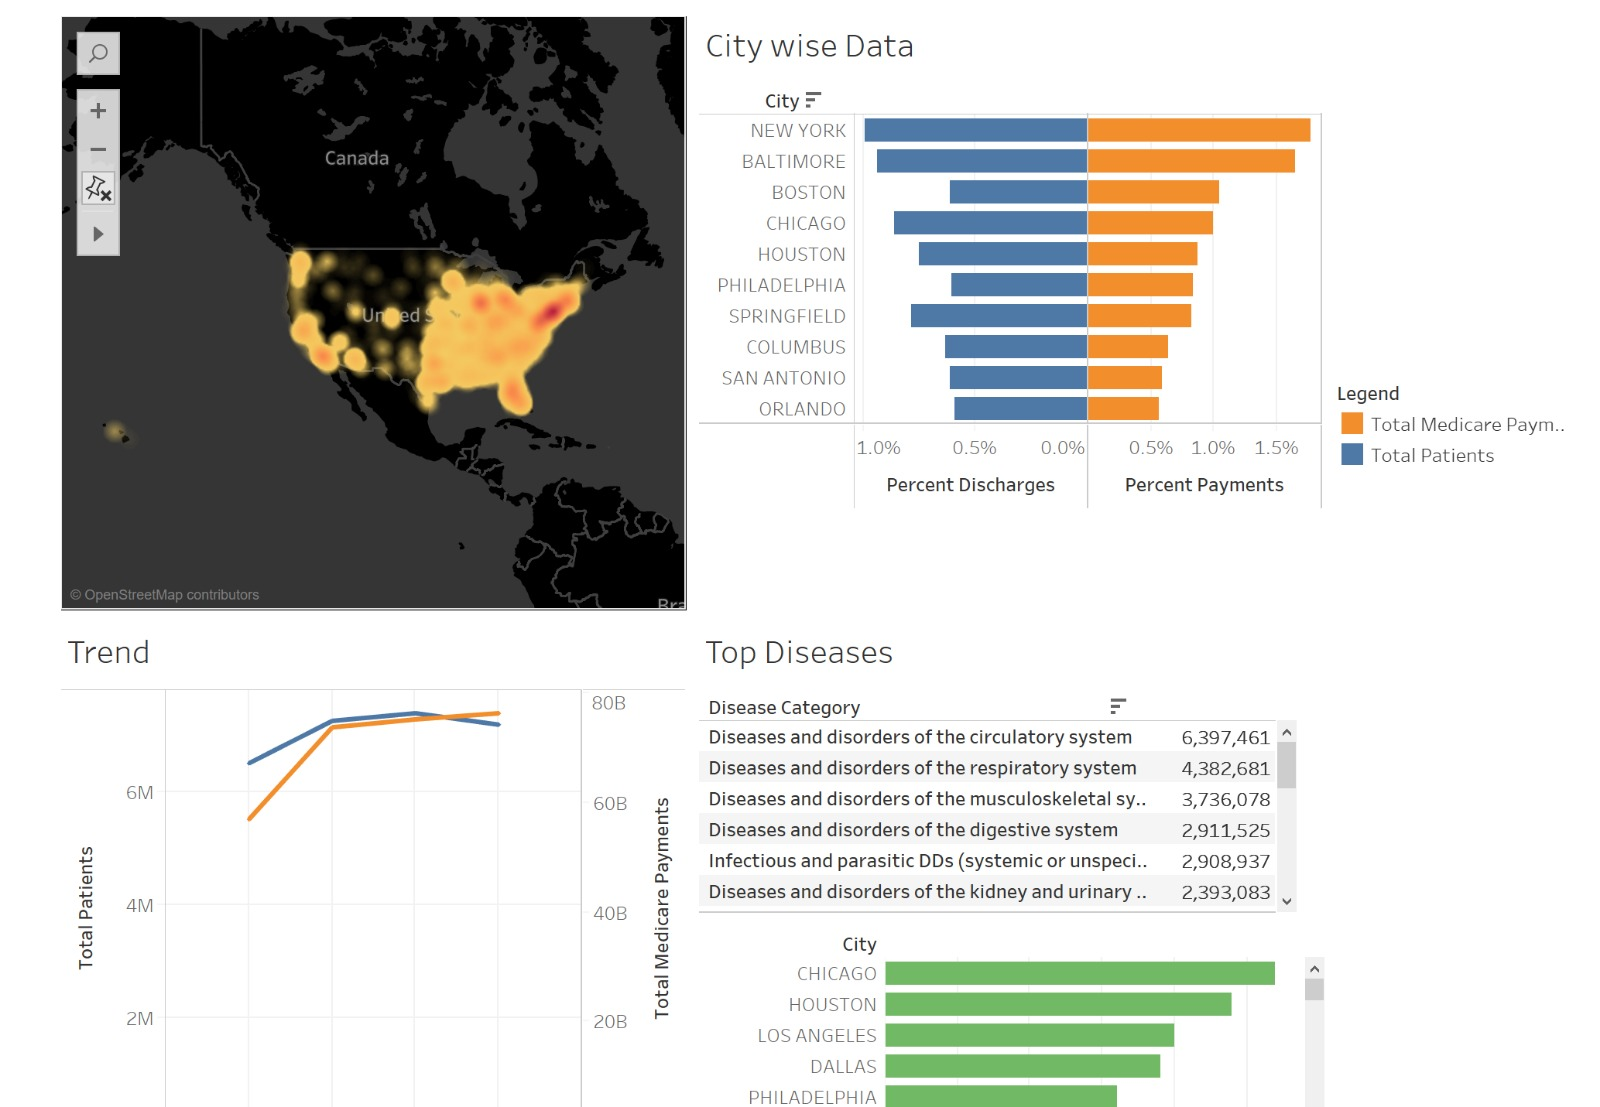 Canada
United S
© OpenStreetMap contributors
Bra
City wise Data
City
NEW YORK
BALTIMORE
BOSTON
CHICAGO
HOUSTON
PHILADELPHIA
SPRINGFIELD
COLUMBUS
SAN ANTONIO
ORLANDO
1.0% 0.5% 0.0% 0.5% 1.0% 1.5%
Percent Discharges Percent Payments
Legend
Total Medicare Paym..
Total Patients
Trend
80B
6M
60B
4M
40B
2M
20B
Total Patients
Total Medicare Payments
Top Diseases
Disease Category
Diseases and disorders of the circulatory system 6,397,461
Diseases and disorders of the respiratory system 4,382,681
Diseases and disorders of the musculoskeletal sy.. 3,736,078
Diseases and disorders of the digestive system 2,911,525
Infectious and parasitic DDs (systemic or unspeci.. 2,908,937
Diseases and disorders of the kidney and urinary .. 2,393,083
City
CHICAGO
HOUSTON
LOS ANGELES
DALLAS
PHILADELPHIA